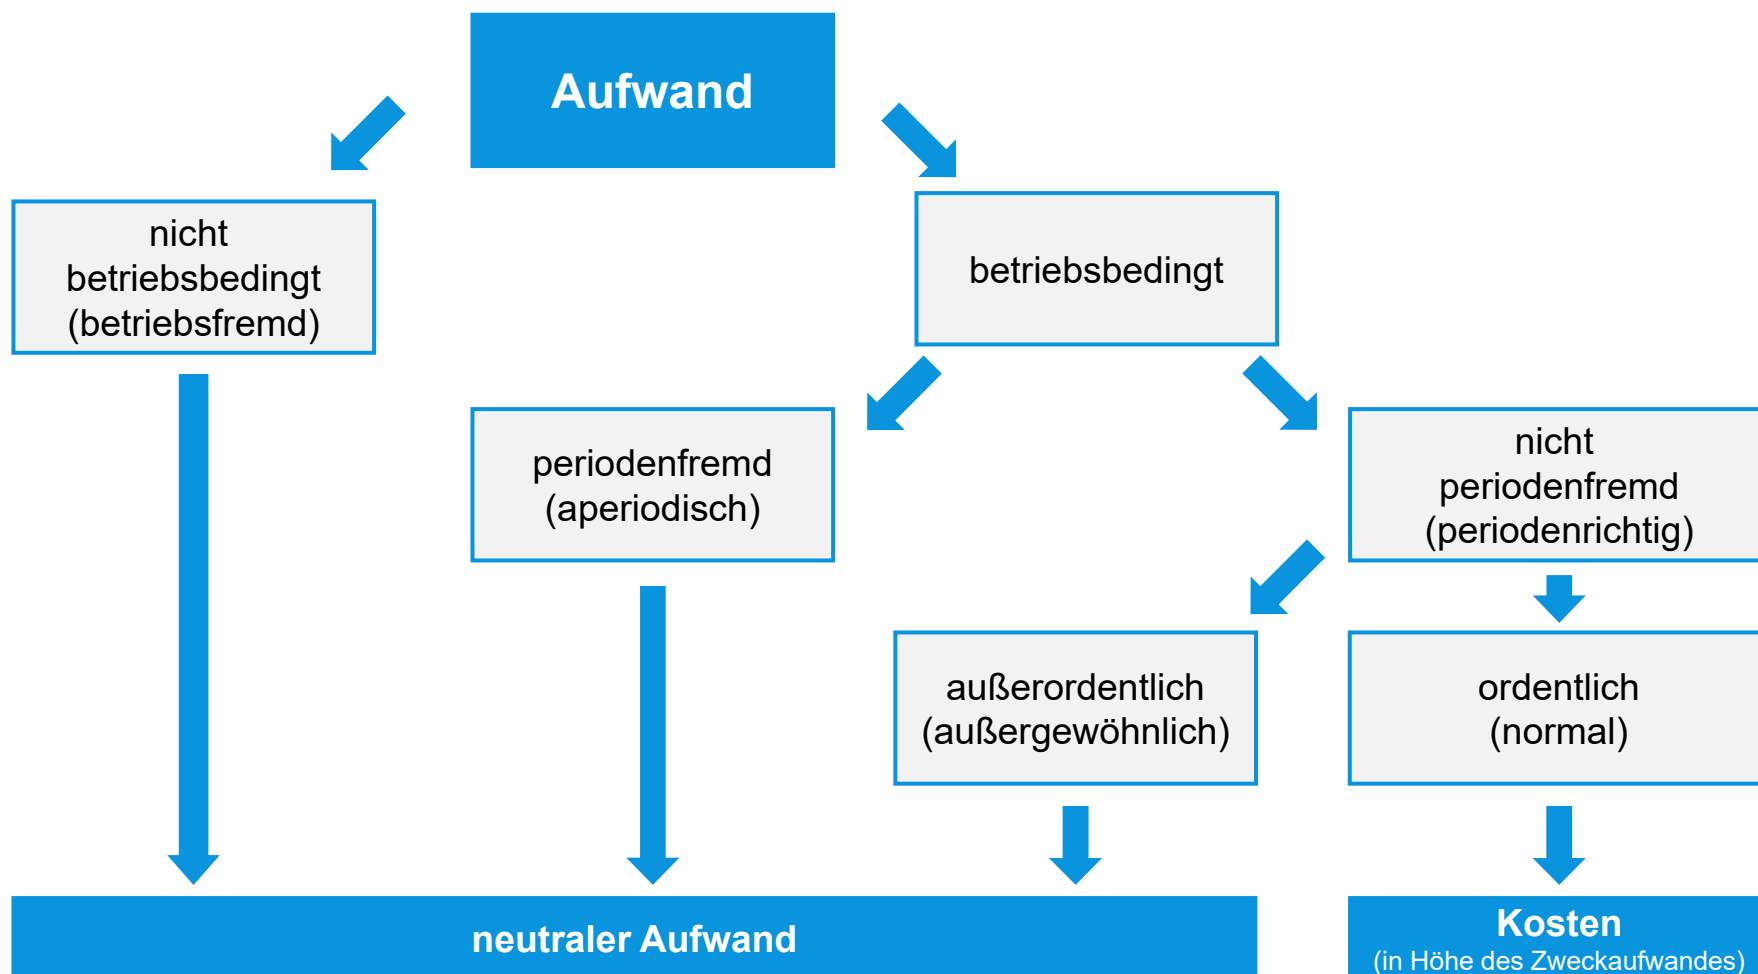 Aufwand
nicht
betriebsbedingt
(betriebsfremd)
betriebsbedingt
periodenfremd
(aperiodisch)
nicht
periodenfremd
(periodenrichtig)
außerordentlich
(außergewöhnlich)
ordentlich
(normal)
neutraler Aufwand
Kosten
(in Höhe des Zweckaufwandes)